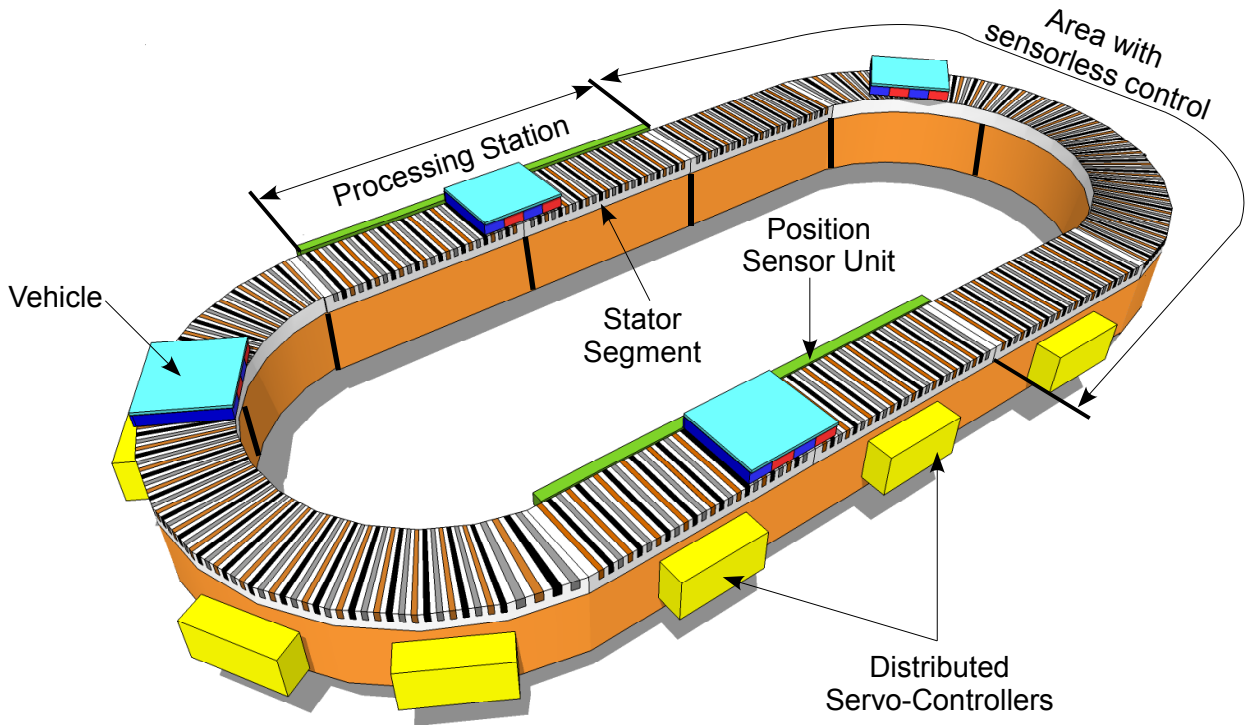 Area with
sensorless control
Processing Station
Position
Sensor Unit
Vehicle
Stator
Segment
Distributed
Servo-Controllers